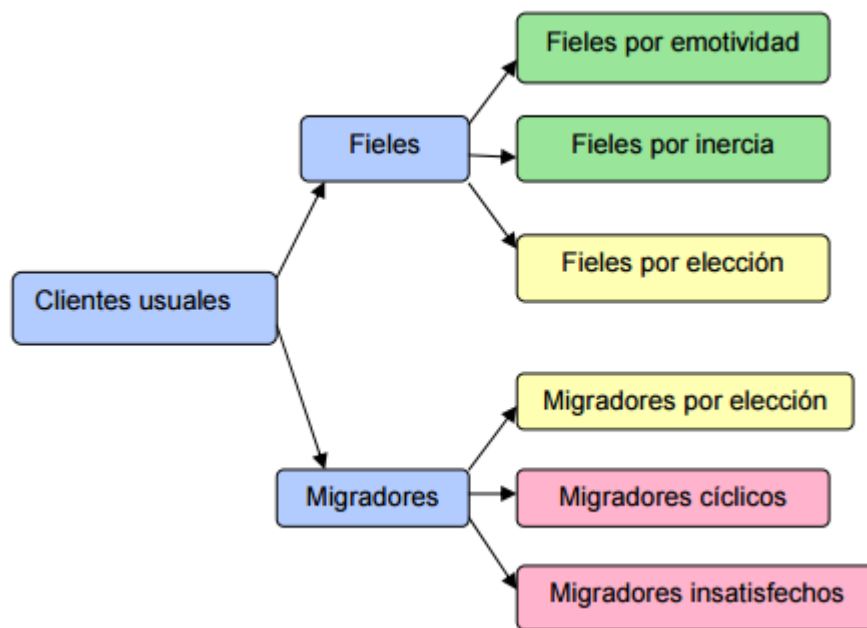 Fieles por emotividad
Fieles
Fieles por inercia
Fieles por elección
Clientes usuales
Migradores por elección
Migradores
Migradores cíclicos
Migradores insatisfechos